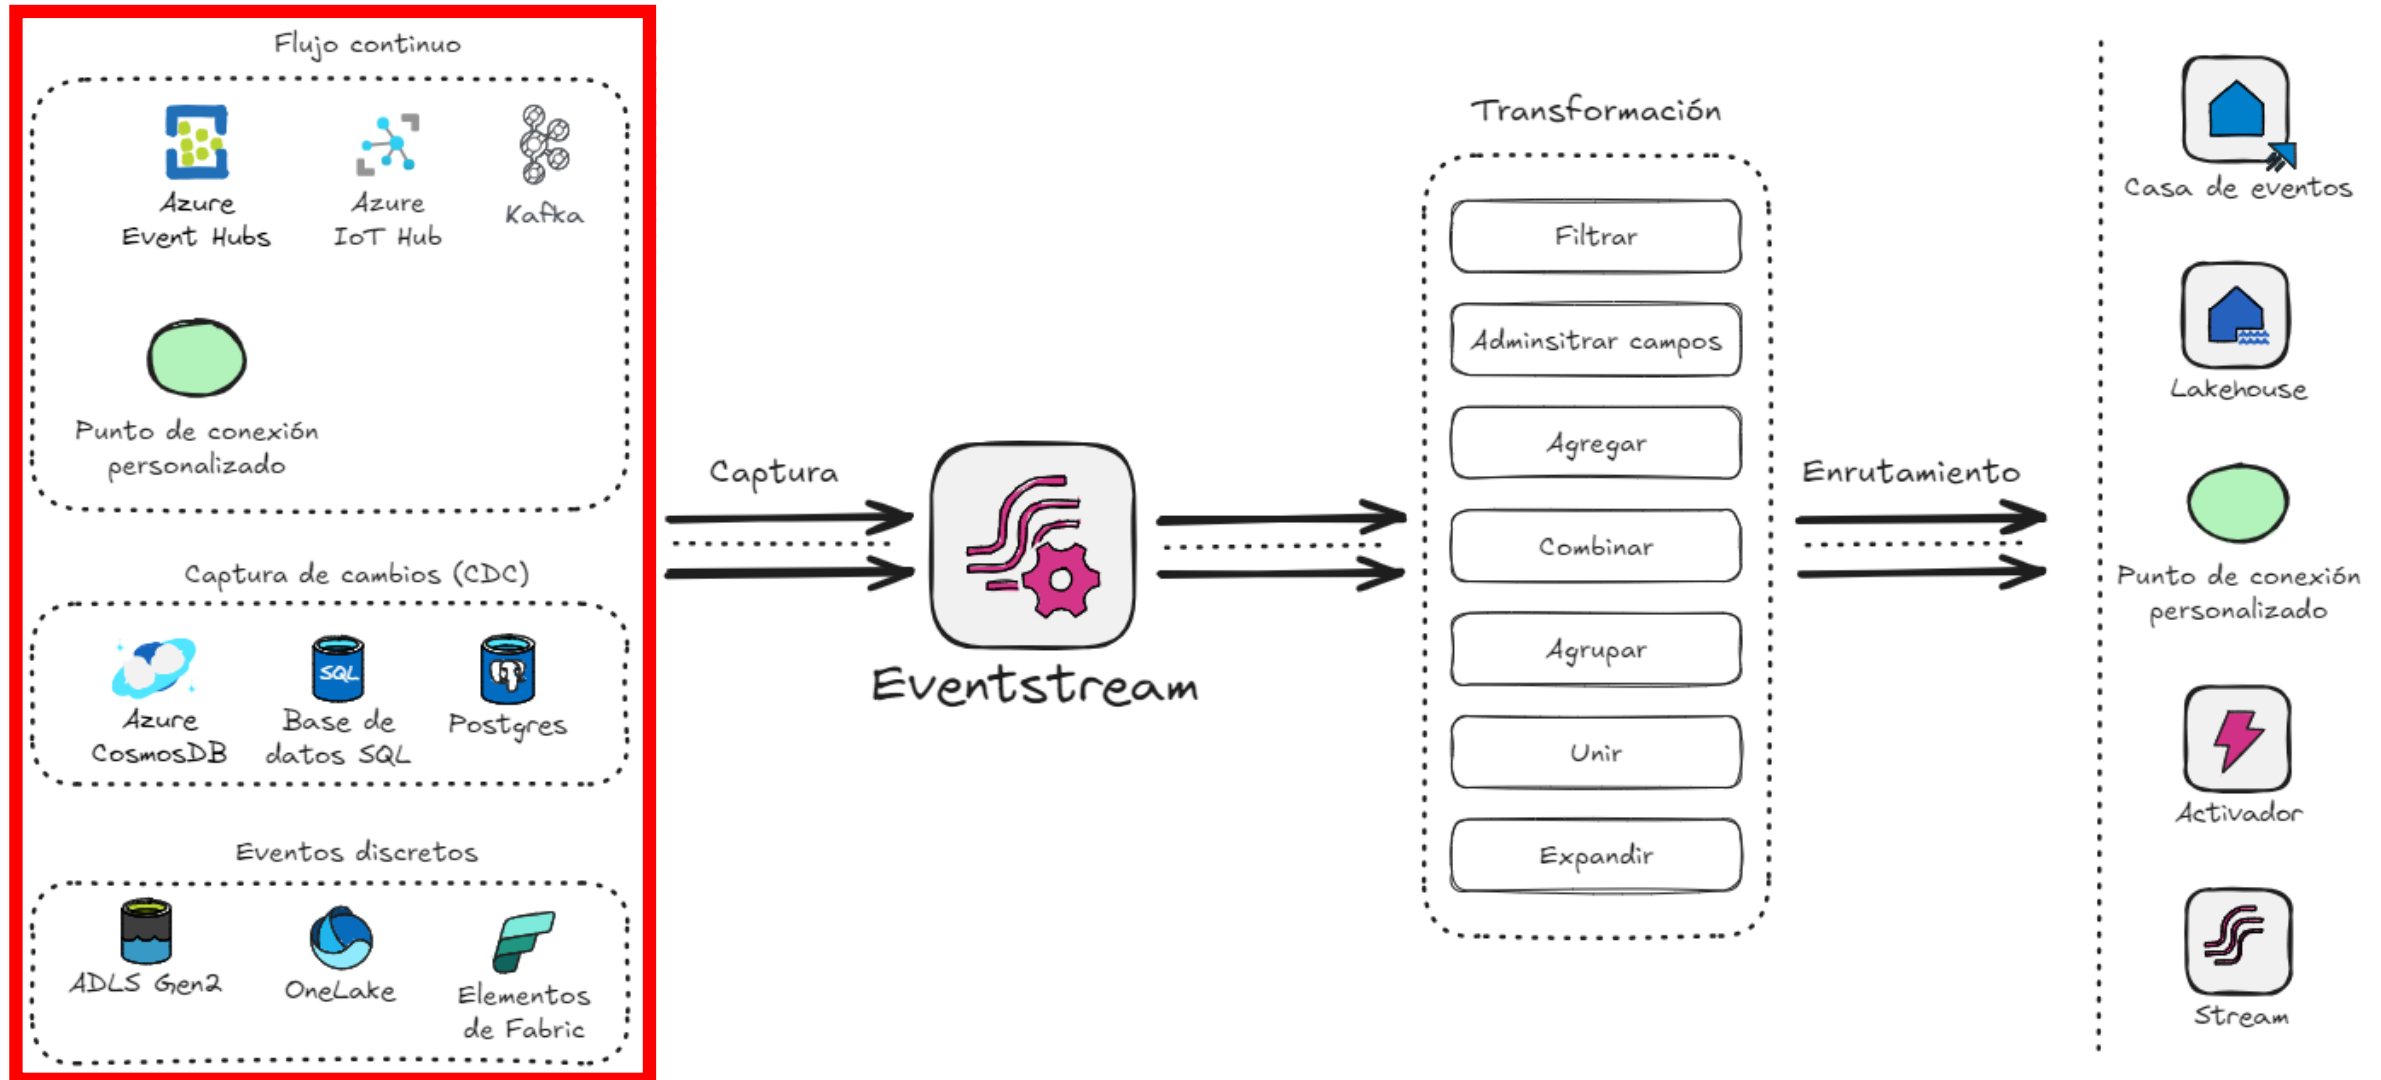 Flujo continuo
Azure
Event Hubs
Azure
IoT Hub
Kafka
Punto de conexión
personalizado
Captura de cambios (CDC)
Azure
CosmosDB
SQL
Base de
datos SQL
Postgres
Eventos discretos
ADLS Gen2
OneLake
Elementos
de Fabric
Captura
Eventstream
Transformación
Filtrar
Adminsitrar campos
Agregar
Combinar
Agrupar
Unir
Expandir
Enrutamiento
Casa de eventos
Lakehouse
Punto de conexión
personalizado
Activador
Stream